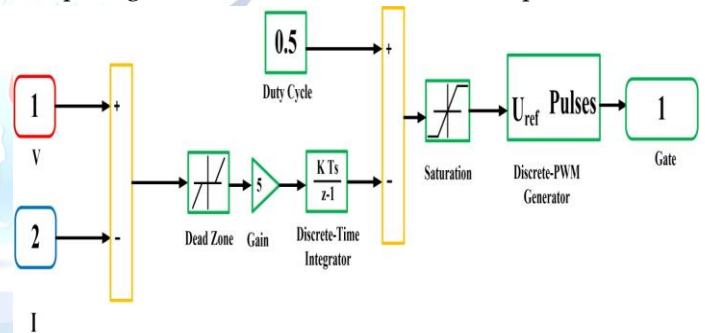 0.5
Duty Cycle
1
V
+
+
K Ts
z-1
5
Dead Zone
Gain
Discrete-Time
Integrator
-
-
2
I
Saturation
U_ref Pulses
Discrete-PWM
Generator
1
Gate